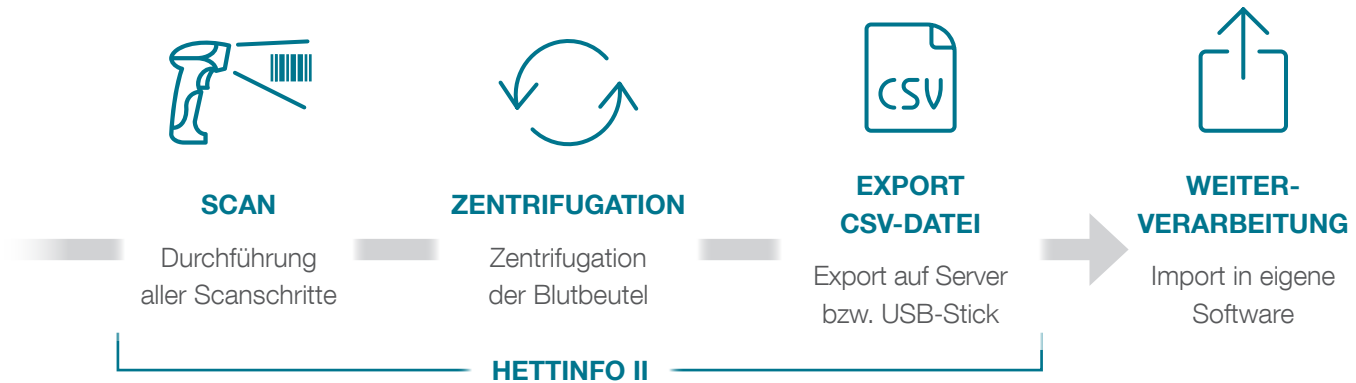 CSV
SCAN
Durchführung
aller Scanschritte
ZENTRIFUGATION
Zentrifugation
der Blutbeutel
EXPORT
CSV-DATEI
Export auf Server
bzw. USB-Stick
WEITER-
VERARBEITUNG
Import in eigene
Software
HETTINFO II